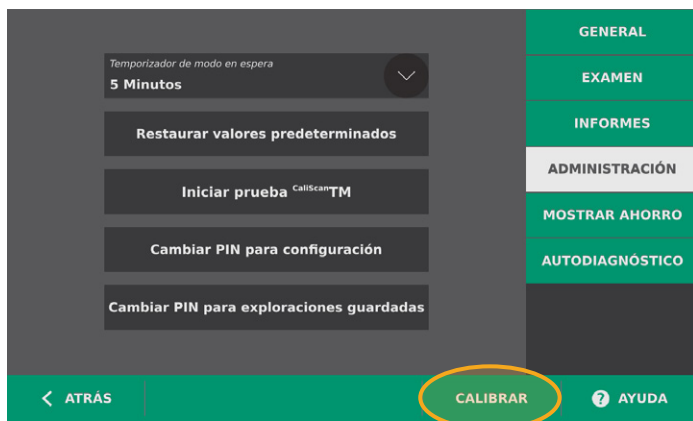 Temporizador de modo en espera
5 Minutos
Restaurar valores predeterminados
Iniciar prueba CaliScanTM
Cambiar PIN para configuración
Cambiar PIN para exploraciones guardadas
GENERAL
EXAMEN
INFORMES
ADMINISTRACIÓN
MOSTRAR AHORRO
AUTODIAGNÓSTICO
ATRÁS
CALIBRAR
? AYUDA